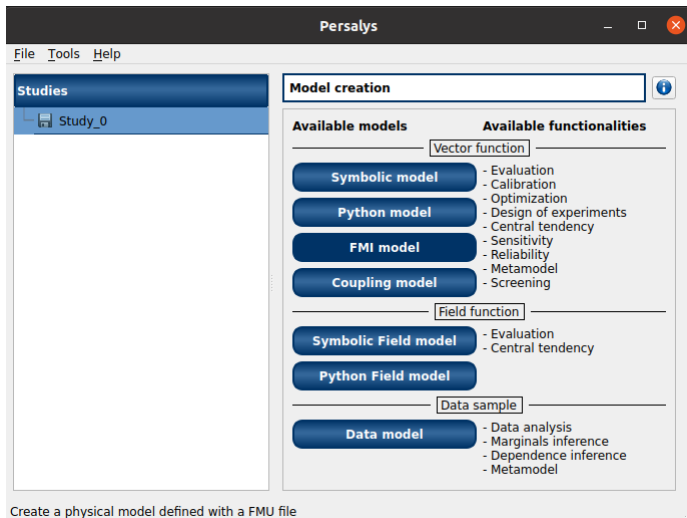 Persalys
File Tools Help
Studies
Study_0
Model creation
Available models Available functionalities
Vector function
Symbolic model
Python model
FMI model
Coupling model
- Evaluation
- Calibration
- Optimization
- Design of experiments
- Central tendency
- Sensitivity
- Reliability
- Metamodel
- Screening
Field function
Symbolic Field model
Python Field model
- Evaluation
- Central tendency
Data sample
Data model
- Data analysis
- Marginals inference
- Dependence inference
- Metamodel
Create a physical model defined with a FMU file